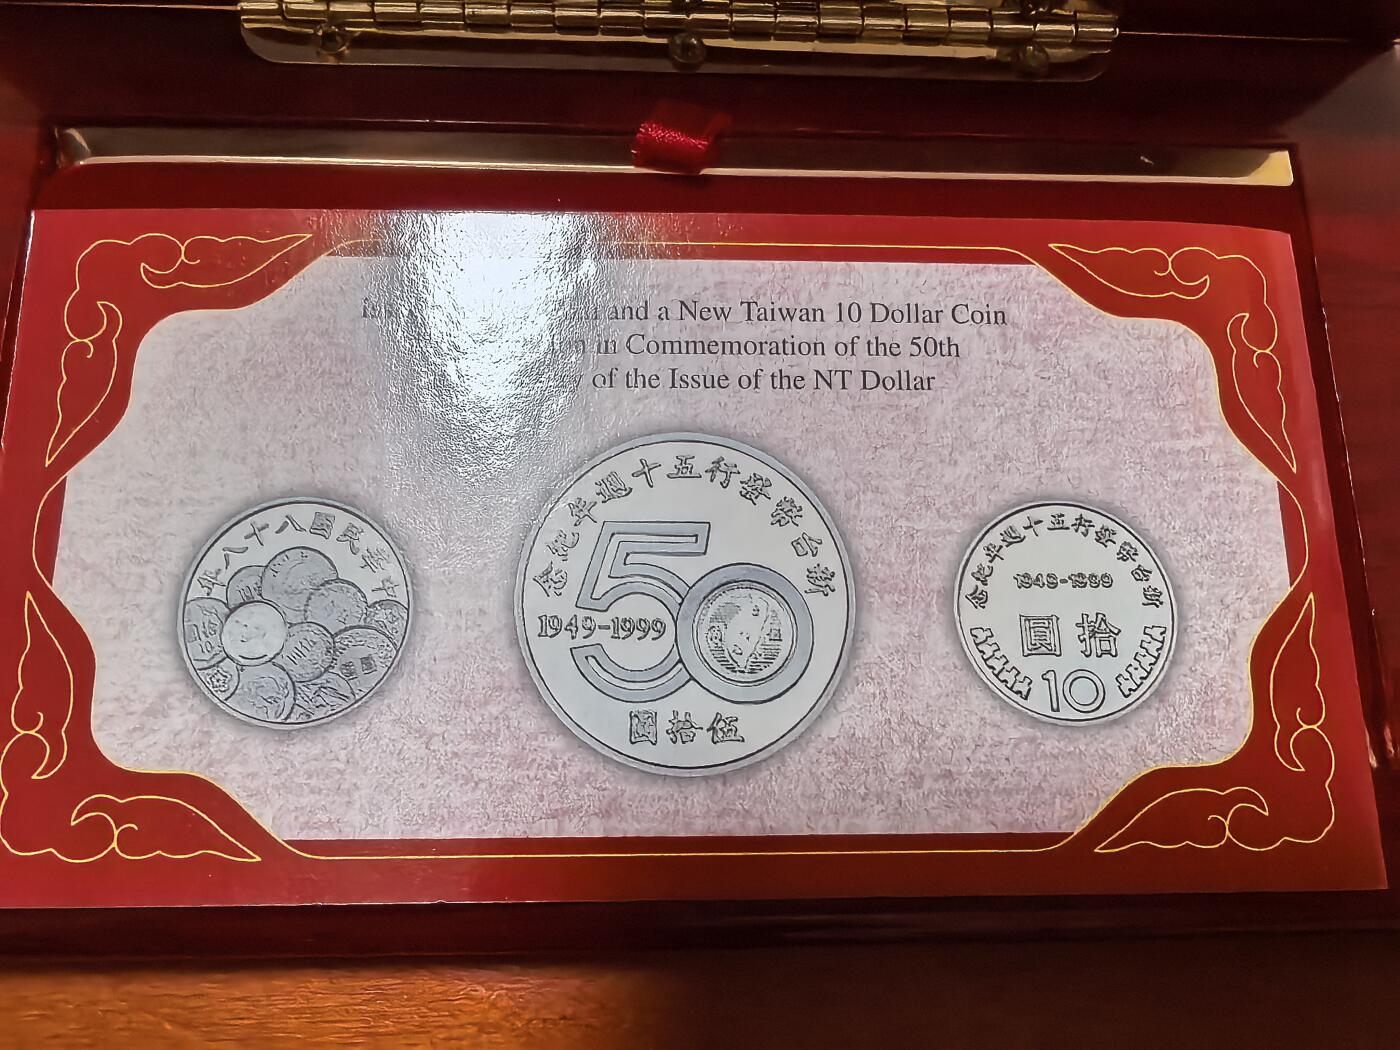 and a New Taiwan 10 Dollar Coin
in Commemoration of the 50th
of the Issue of the NT Dollar
中華民國八十八年
新台幣發行五十週年紀念
50
1949-1999
伍拾圓
新台幣發行五十週年紀念
1949-1999
拾圓
10